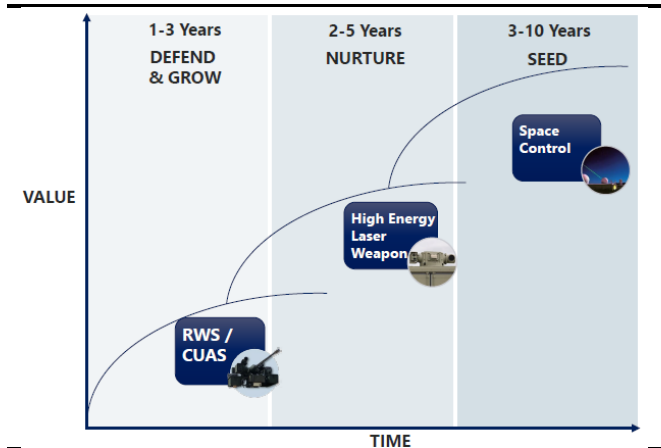 1-3 Years
DEFEND
& GROW
2-5 Years
NURTURE
3-10 Years
SEED
VALUE
Space
Control
High Energy
Laser
Weapon
RWS /
CUAS
TIME